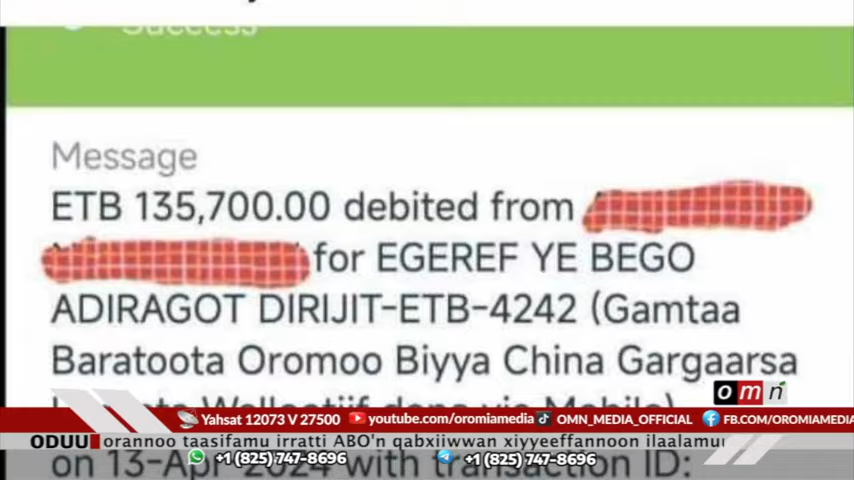 Success
Message
ETB 135,700.00 debited from
for EGEREF YE BEGO
ADIRAGOT DIRIJIT-ETB-4242 (Gamtaa
Baratoota Oromoo Biyya China Gargaarsa
omn
Yahsat 12073 V 27500 youtube.com/oromiamedia OMN_MEDIA_OFFICIAL FB.COM/OROMIAMEDIA
ODUU orannoo taasifamu irratti ABO'n qabxiiwwan xiyyeeffannoon ilaalamu
on 13-Apr-2024 with transaction ID:
+1 (825) 747-8696 +1 (825) 747-8696